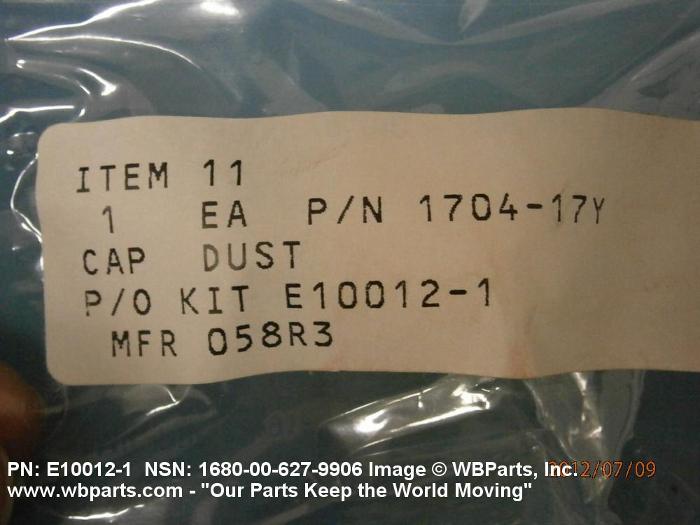 ITEM 11
1 EA P/N 1704-17Y
CAP DUST
P/O KIT E10012-1
MFR 058R3
PN: E10012-1 NSN: 1680-00-627-9906 Image © WBParts, Inc. 2012/07/09
www.wbparts.com - "Our Parts Keep the World Moving"